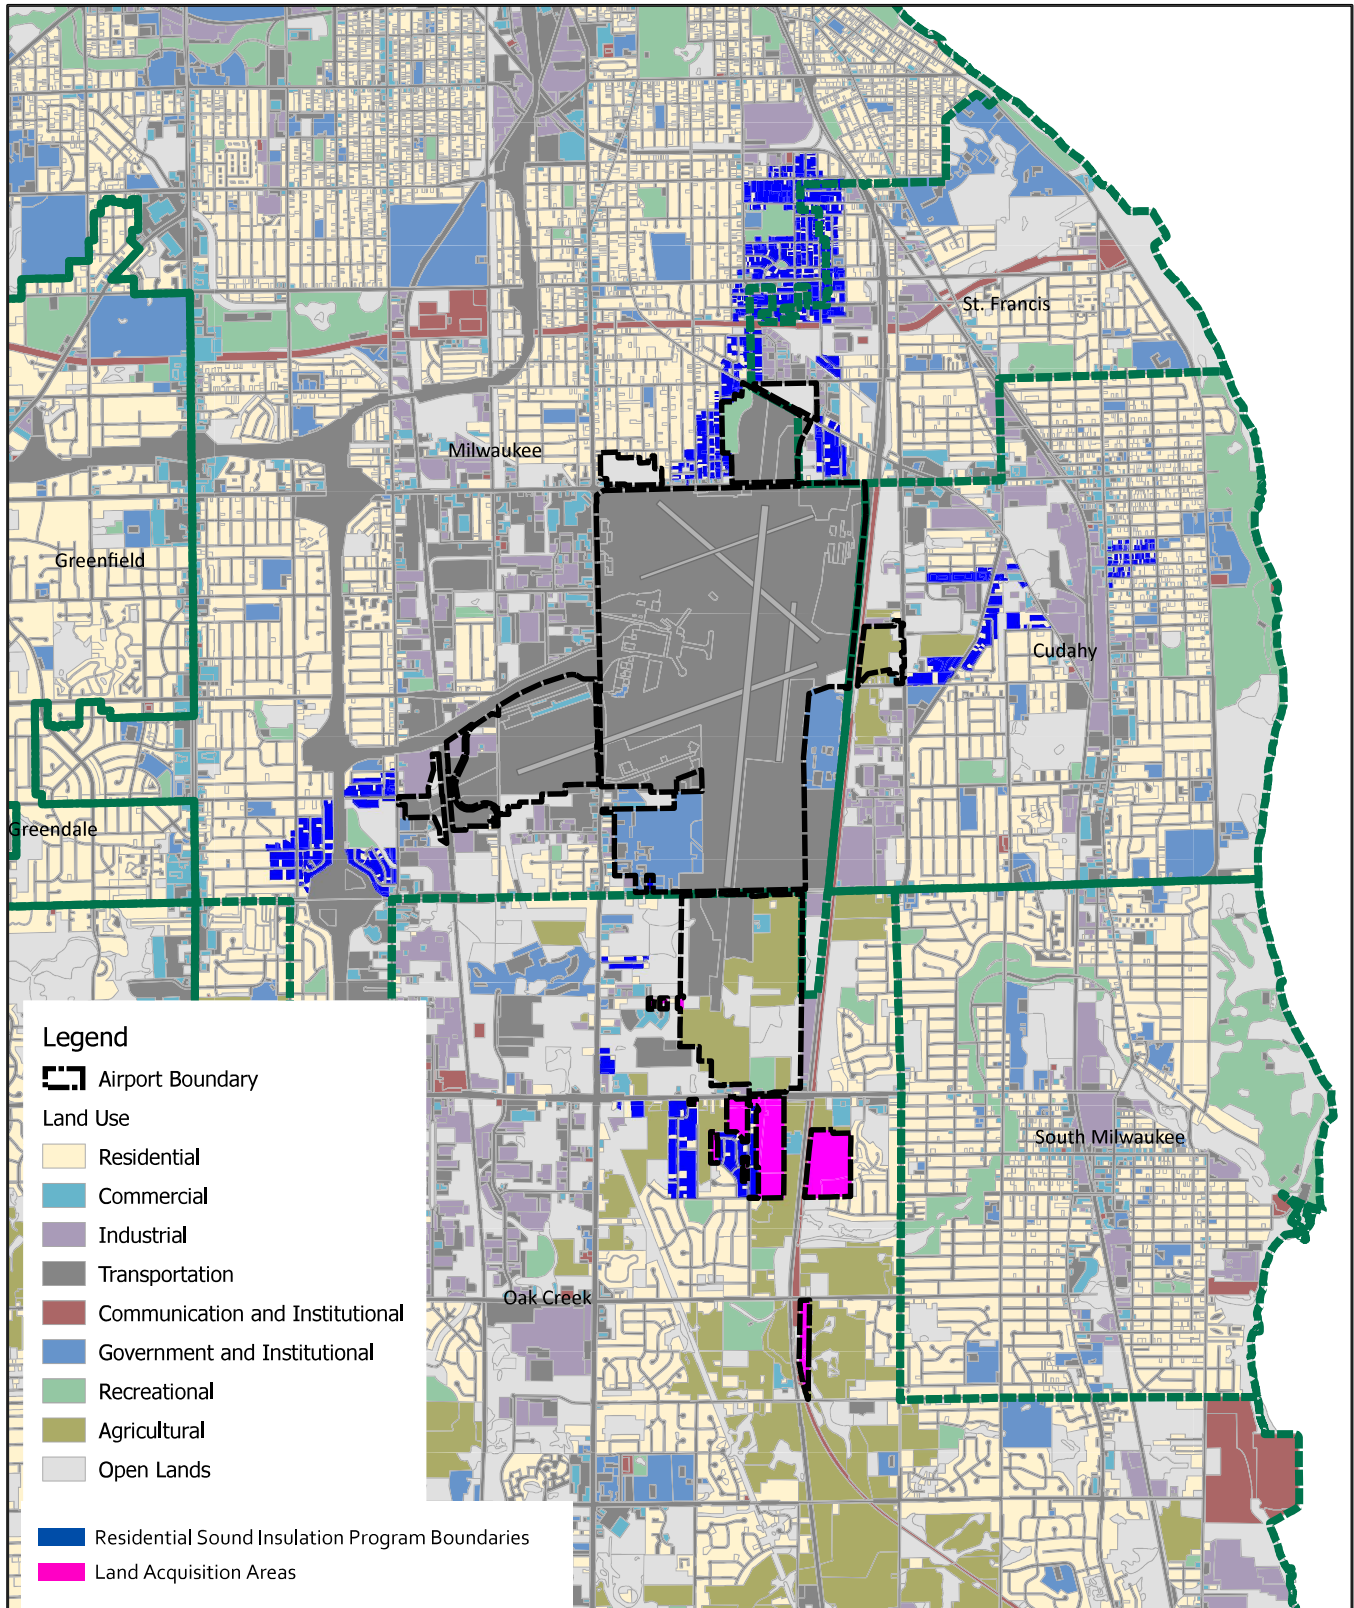 St. Francis
Milwaukee
Greenfield
Cudahy
Greendale
South Milwaukee
Oak Creek
Legend
Airport Boundary
Land Use
Residential
Commercial
Industrial
Transportation
Communication and Institutional
Government and Institutional
Recreational
Agricultural
Open Lands
Residential Sound Insulation Program Boundaries
Land Acquisition Areas